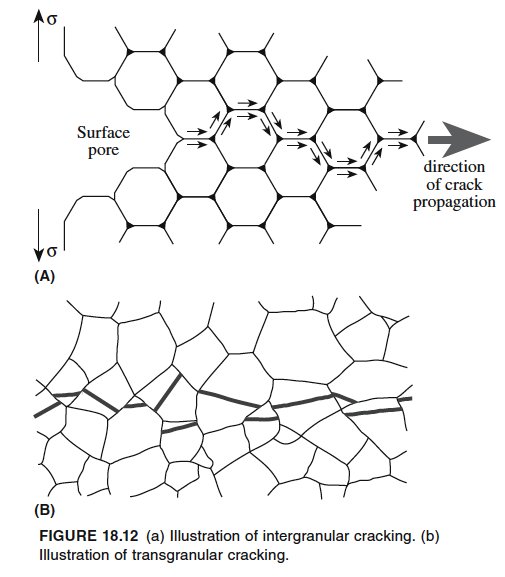 σ
Surface
pore
direction
of crack
propagation
σ
(A)
(B)
FIGURE 18.12 (a) Illustration of intergranular cracking. (b)
Illustration of transgranular cracking.